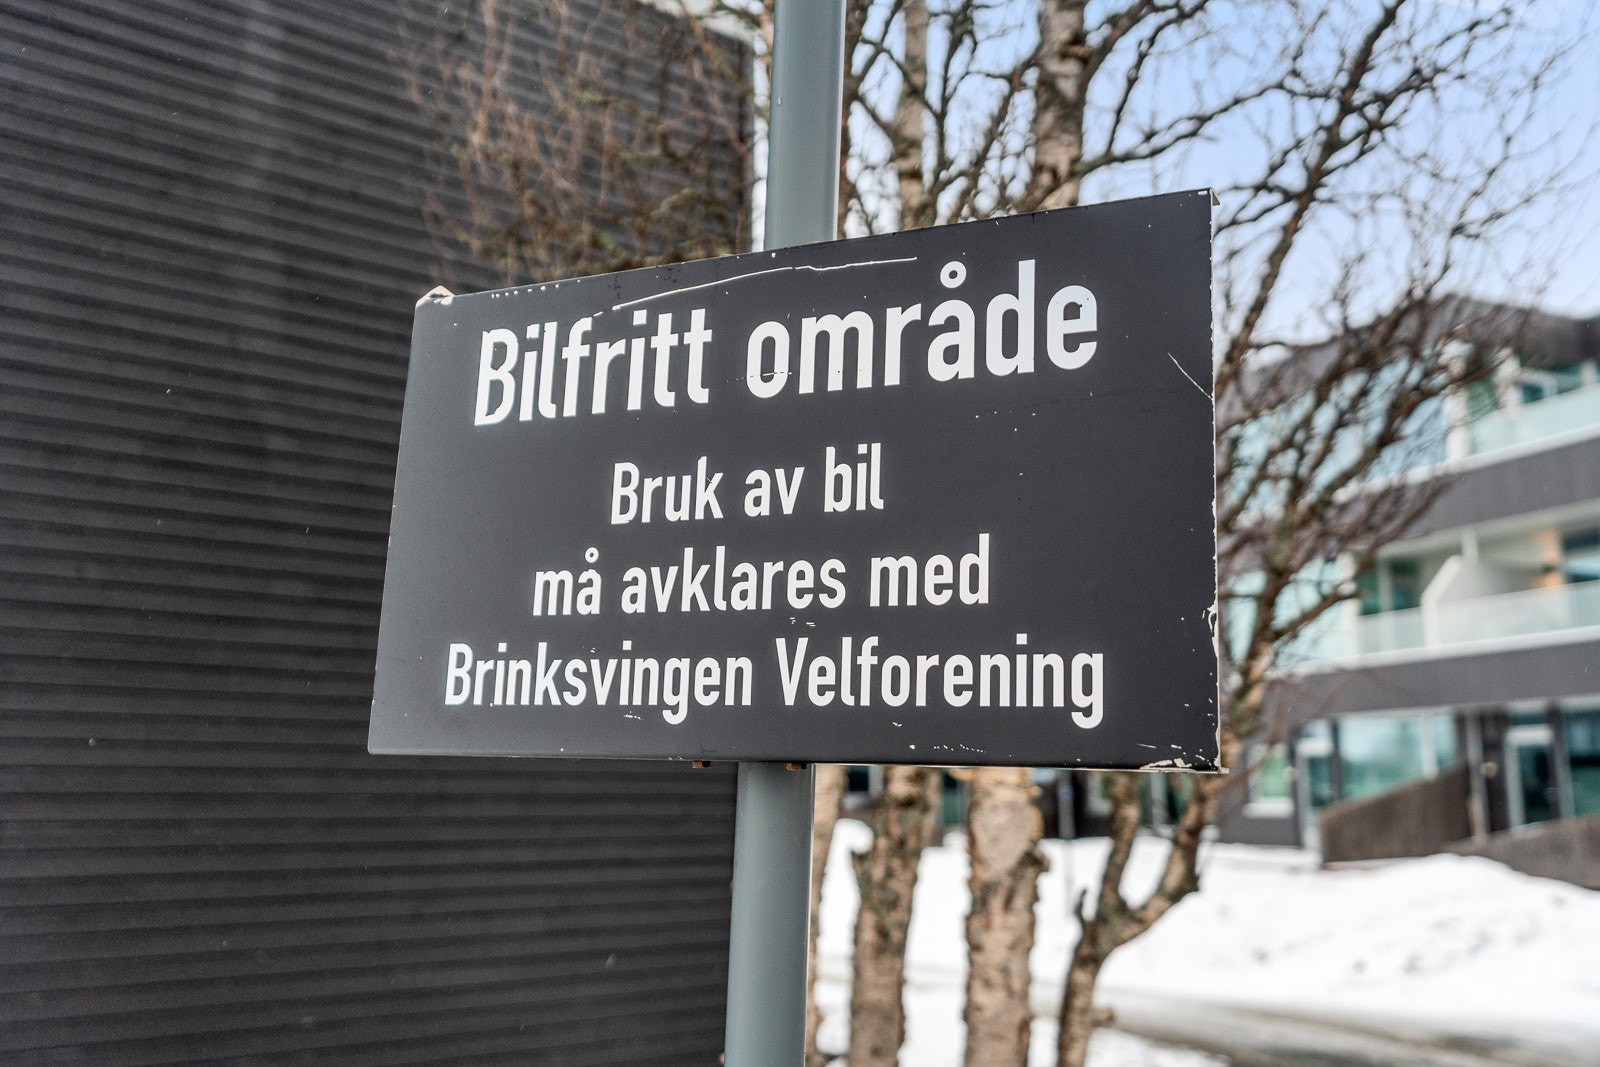 Bilfritt område
Bruk av bil
må avklares med
Brinksvingen Velforening